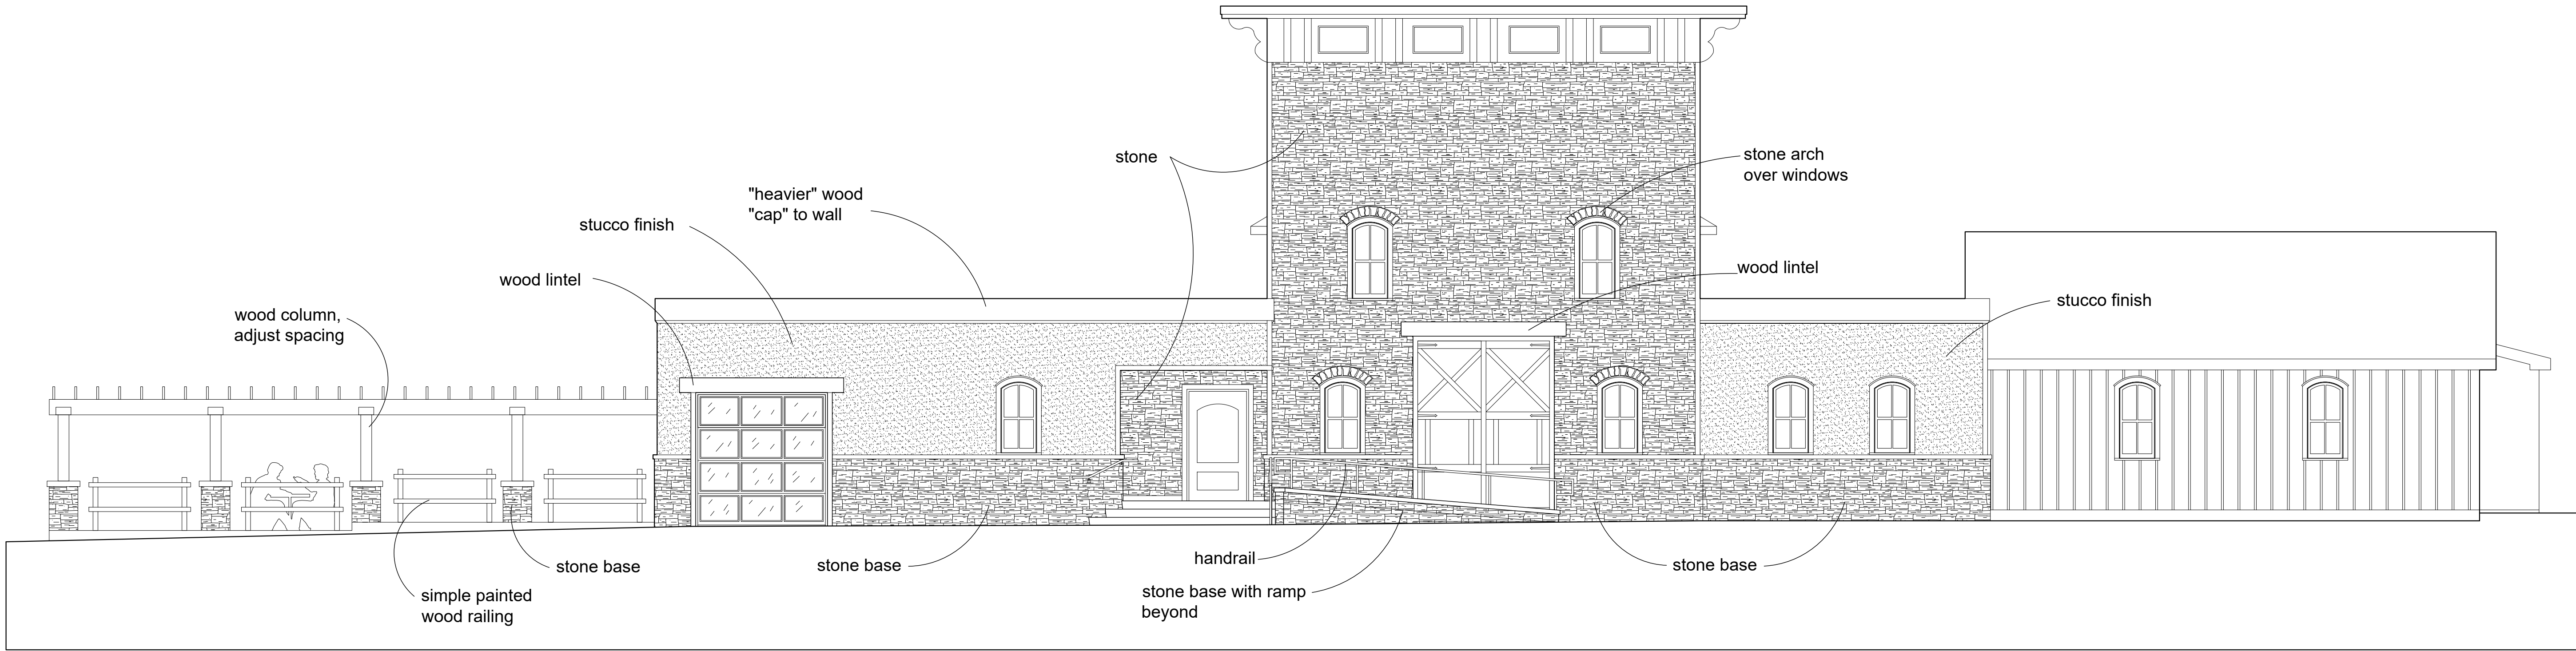 stone
stone arch
over windows
"heavier" wood
"cap" to wall
stucco finish
wood lintel
wood lintel
stucco finish
wood column,
adjust spacing
handrail
stone base
stone base
stone base
stone base with ramp
beyond
simple painted
wood railing